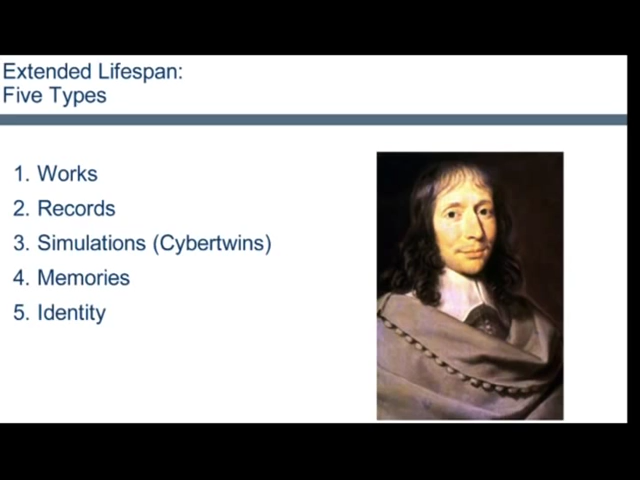 Extended Lifespan:
Five Types
1. Works
2. Records
3. Simulations (Cybertwins)
4. Memories
5. Identity